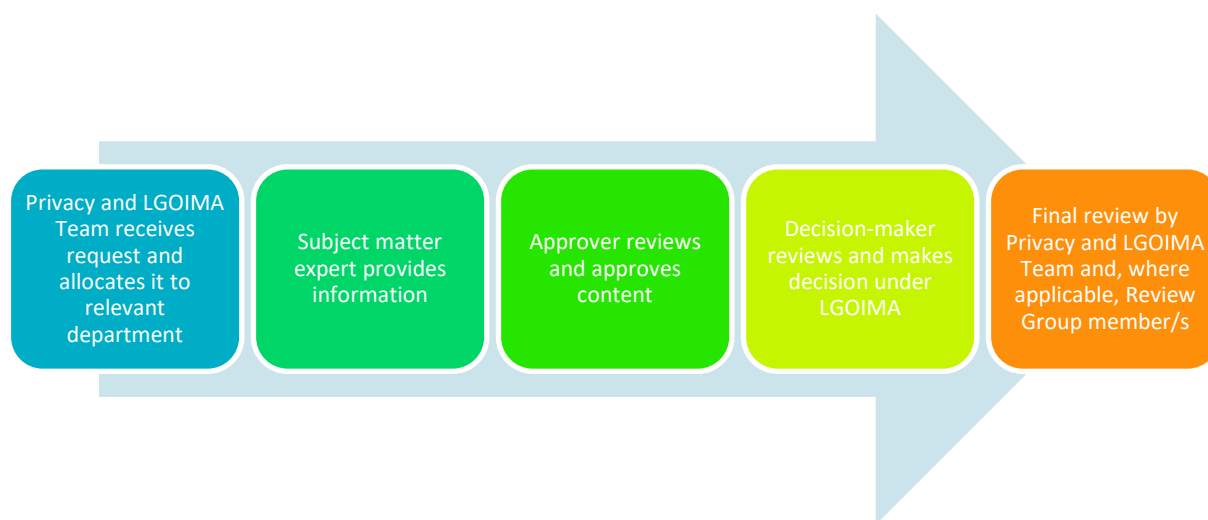 Privacy and LGOIMA
Team receives
request and
allocates it to
relevant
department
Subject matter
expert provides
information
Approver reviews
and approves
content
Decision-maker
reviews and makes
decision under
LGOIMA
Final review by
Privacy and LGOIMA
Team and, where
applicable, Review
Group member/s